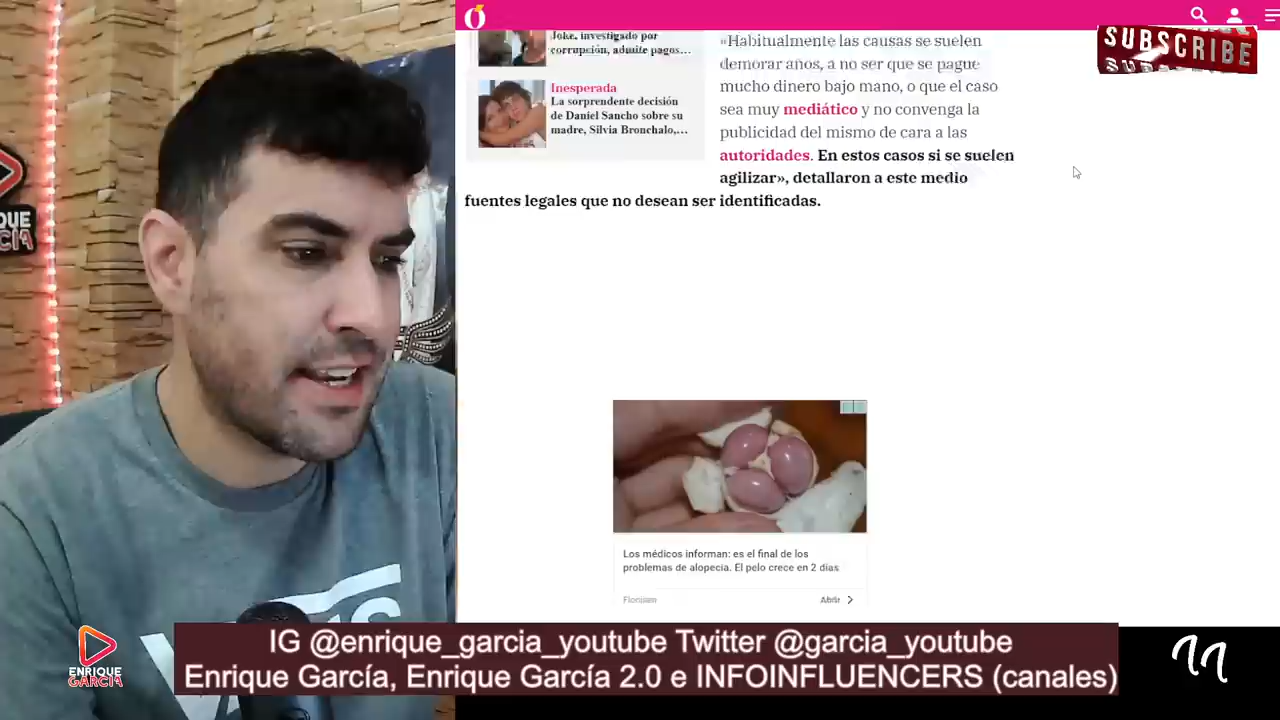 Joke, investigado por
corrupción, admite pagos...
Inesperada
La sorprendente decisión
de Daniel Sancho sobre su
madre, Silvia Bronchalo,...
«Habitualmente las causas se suelen
demorar años, a no ser que se pague
mucho dinero bajo mano, o que el caso
sea muy mediático y no convenga la
publicidad del mismo de cara a las
autoridades. En estos casos si se suelen
agilizar», detallaron a este medio
fuentes legales que no desean ser identificadas.
SUBSCRIBE
QUE
CÍA
Los médicos informan: es el final de los
problemas de alopecia. El pelo crece en 2 días
Abrir
ENRIQUE
GARCÍA
IG @enrique_garcia_youtube Twitter @garcia_youtube
Enrique García, Enrique García 2.0 e INFOINFLUENCERS (canales)